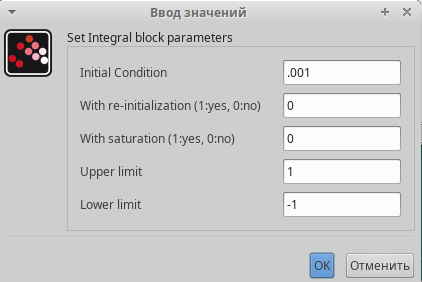 Ввод значений
Set Integral block parameters
Initial Condition .001
With re-initialization (1:yes, 0:no) 0
With saturation (1:yes, 0:no) 0
Upper limit 1
Lower limit -1
OK Отменить